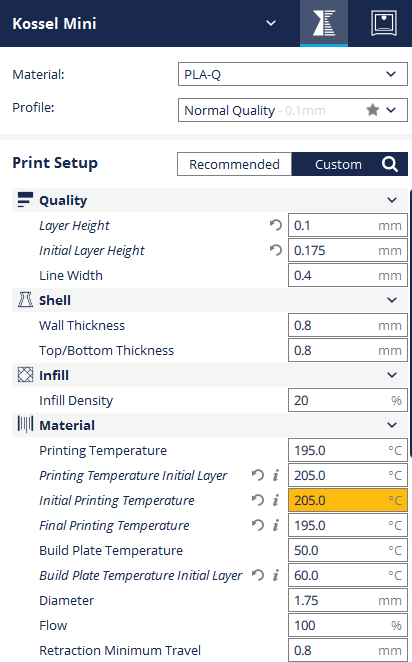 Kossel Mini
Material: PLA-Q
Profile: Normal Quality - 0.1mm
Print Setup Recommended Custom
Quality
Layer Height 0.1 mm
Initial Layer Height 0.175 mm
Line Width 0.4 mm
Shell
Wall Thickness 0.8 mm
Top/Bottom Thickness 0.8 mm
Infill
Infill Density 20 %
Material
Printing Temperature 195.0 °C
Printing Temperature Initial Layer i 205.0 °C
Initial Printing Temperature i 205.0 °C
Final Printing Temperature i 195.0 °C
Build Plate Temperature 50.0 °C
Build Plate Temperature Initial Layer i 60.0 °C
Diameter 1.75 mm
Flow 100 %
Retraction Minimum Travel 0.8 mm